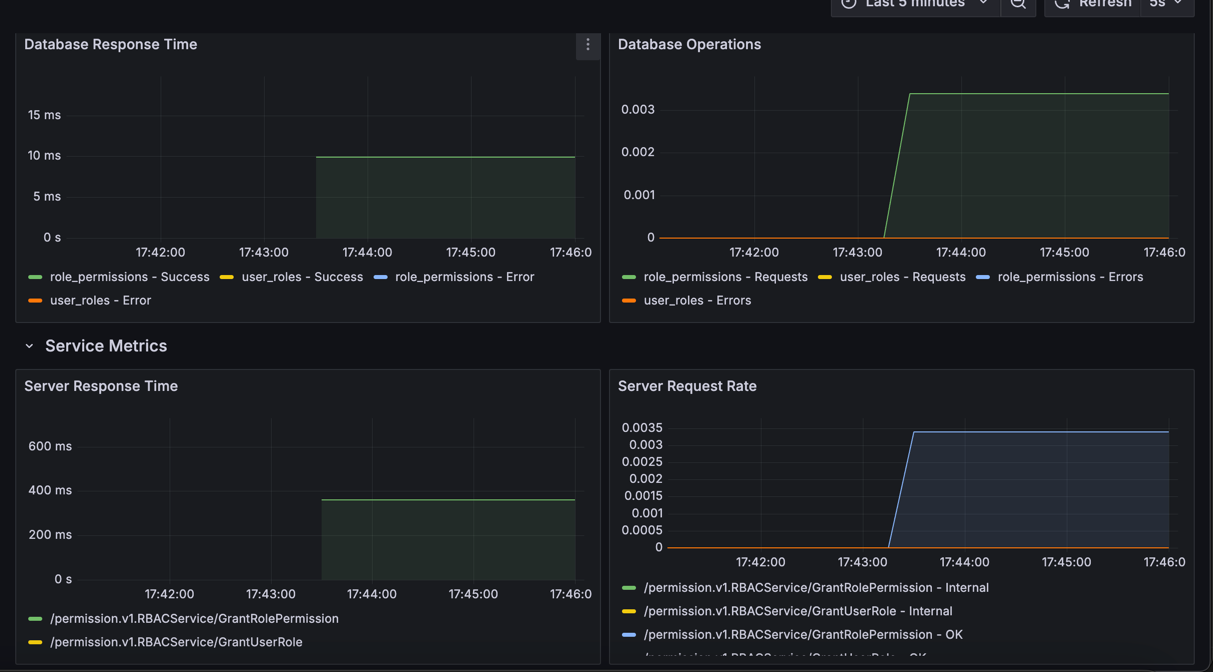 Last 5 minutes Refresh 5s
Database Response Time
15 ms
10 ms
5 ms
0 s
17:42:00 17:43:00 17:44:00 17:45:00 17:46:0
role_permissions - Success user_roles - Success role_permissions - Error
user_roles - Error
Database Operations
0.003
0.002
0.001
0
17:42:00 17:43:00 17:44:00 17:45:00 17:46:0
role_permissions - Requests user_roles - Requests role_permissions - Errors
user_roles - Errors
Service Metrics
Server Response Time
600 ms
400 ms
200 ms
0 s
17:42:00 17:43:00 17:44:00 17:45:00 17:46:0
/permission.v1.RBACService/GrantRolePermission
/permission.v1.RBACService/GrantUserRole
Server Request Rate
0.0035
0.003
0.0025
0.002
0.0015
0.001
0.0005
0
17:42:00 17:43:00 17:44:00 17:45:00 17:46:0
/permission.v1.RBACService/GrantRolePermission - Internal
/permission.v1.RBACService/GrantUserRole - Internal
/permission.v1.RBACService/GrantRolePermission - OK